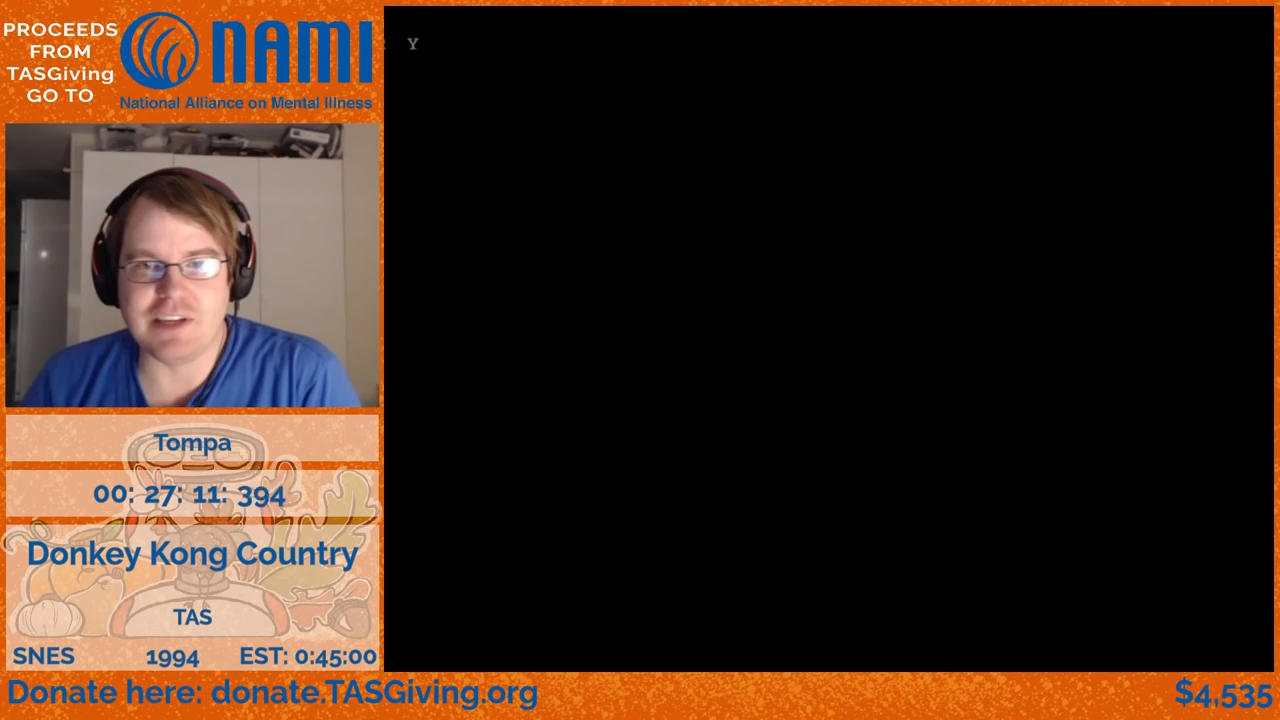 PROCEEDS
FROM
TASGiving
GO TO
NAMI
National Alliance on Mental Illness
Y
Tompa
00: 27: 11: 394
Donkey Kong Country
TAS
SNES 1994 EST: 0:45:00
Donate here: donate.TASGiving.org
$4,535